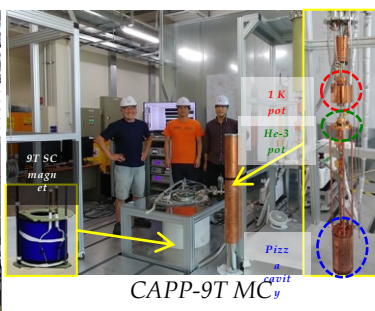 1 K
pot
He-3
pot
9T SC
magn
et
Pizz
a
cavit
y
CAPP-9T MC